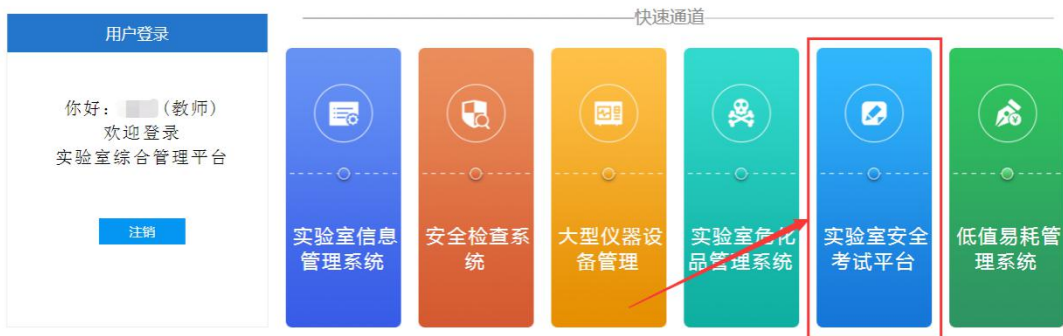 快速通道
用户登录
你好： (教师)
欢迎登录
实验室综合管理平台
注销
实验室信息
管理系统
安全检查系
统
大型仪器设
备管理
实验室危化
品管理系统
实验室安全
考试平台
低值易耗管
理系统